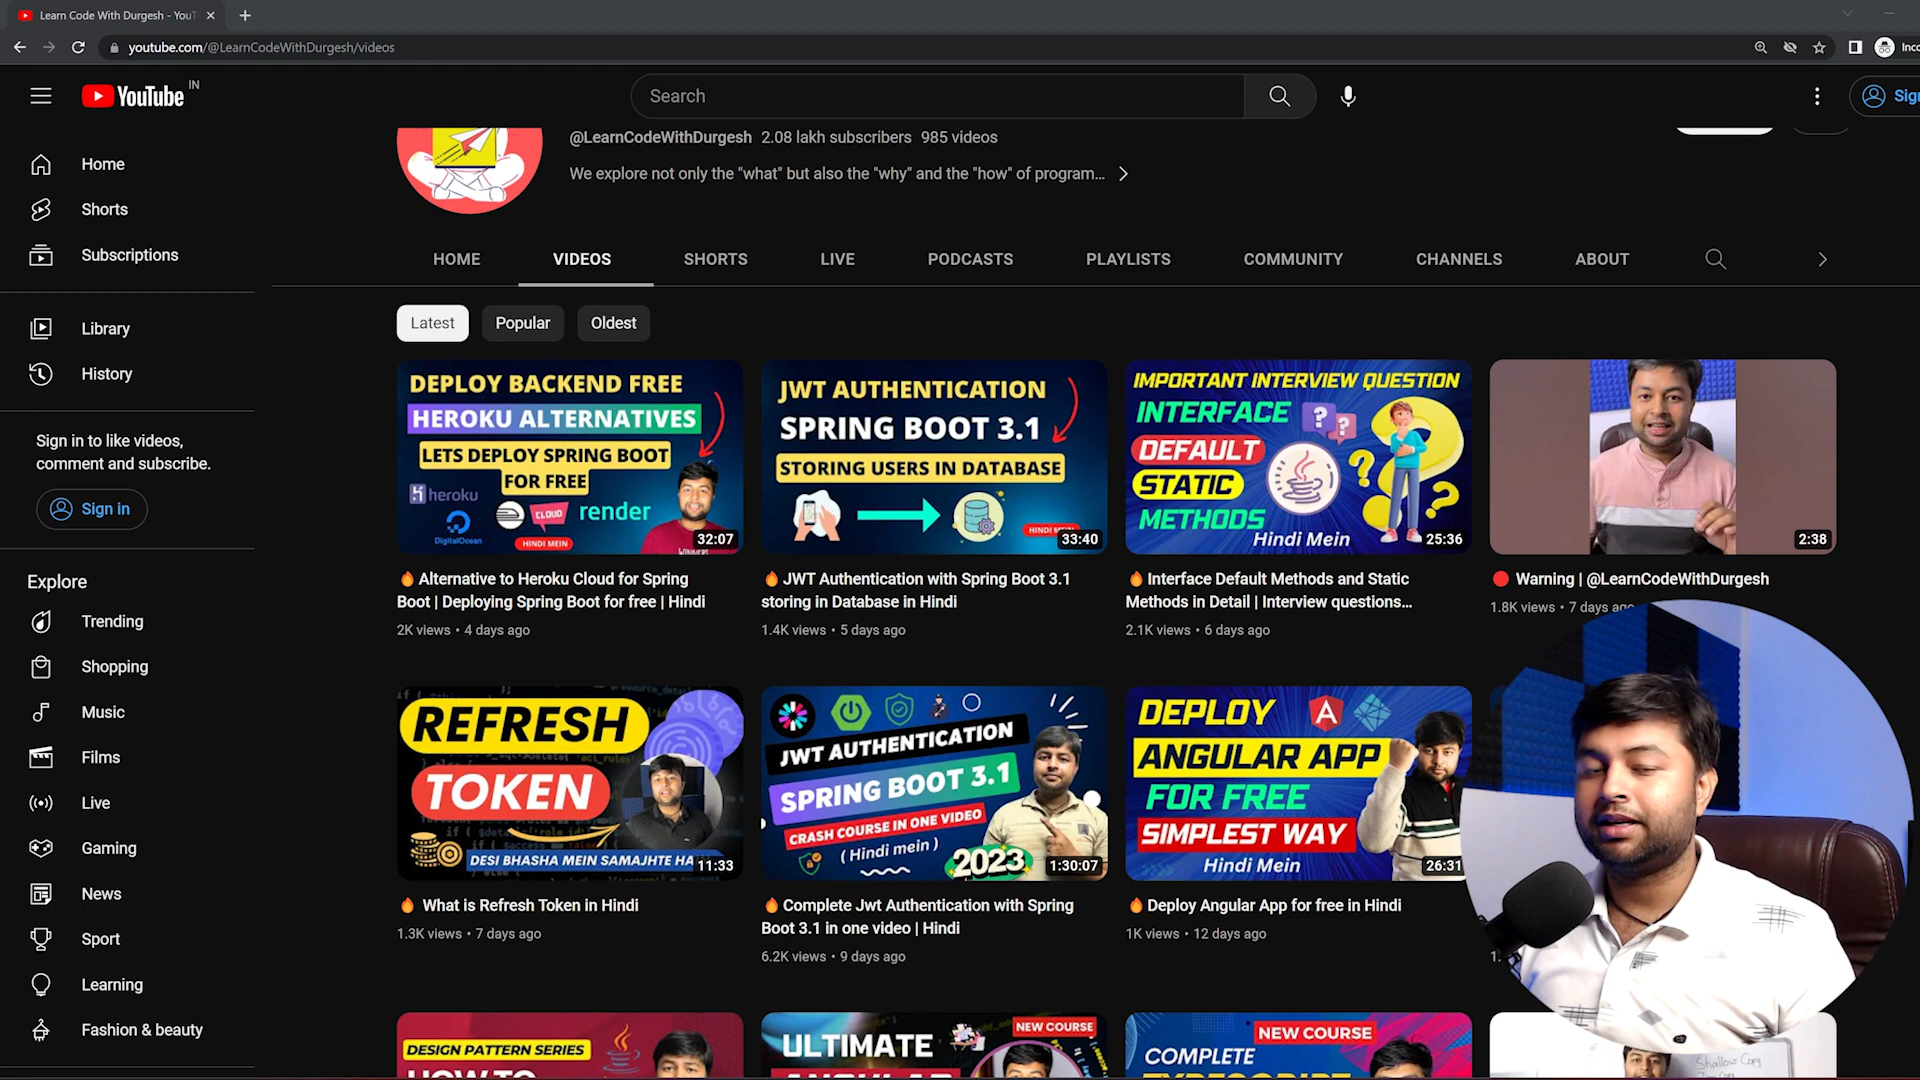 Learn Code With Durgesh - YouT
youtube.com/@LearnCodeWithDurgesh/videos
YouTube IN
Search
@LearnCodeWithDurgesh 2.08 lakh subscribers 985 videos
We explore not only the "what" but also the "why" and the "how" of program...
Home
Shorts
Subscriptions
Library
History
Sign in to like videos,
comment and subscribe.
Sign in
Explore
Trending
Shopping
Music
Films
Live
Gaming
News
Sport
Learning
Fashion & beauty
HOME VIDEOS SHORTS LIVE PODCASTS PLAYLISTS COMMUNITY CHANNELS ABOUT
Latest Popular Oldest
DEPLOY BACKEND FREE
HEROKU ALTERNATIVES
LETS DEPLOY SPRING BOOT
FOR FREE
heroku
CLOUD
render
DigitalOcean
HINDI MEIN
32:07
🔥Alternative to Heroku Cloud for Spring
Boot | Deploying Spring Boot for free | Hindi
2K views • 4 days ago
JWT AUTHENTICATION
SPRING BOOT 3.1
STORING USERS IN DATABASE
33:40
🔥JWT Authentication with Spring Boot 3.1
storing in Database in Hindi
1.4K views • 5 days ago
IMPORTANT INTERVIEW QUESTION
INTERFACE
DEFAULT
STATIC
METHODS
Hindi Mein
25:36
🔥Interface Default Methods and Static
Methods in Detail | Interview questions...
2.1K views • 6 days ago
2:38
🔴 Warning | @LearnCodeWithDurgesh
1.8K views • 7 days ago
REFRESH
TOKEN
DESI BHASHA MEIN SAMAJHTE HA
11:33
🔥 What is Refresh Token in Hindi
1.3K views • 7 days ago
JWT AUTHENTICATION
SPRING BOOT 3.1
CRASH COURSE IN ONE VIDEO
( Hindi mein )
2023
1:30:07
🔥Complete Jwt Authentication with Spring
Boot 3.1 in one video | Hindi
6.2K views • 9 days ago
DEPLOY
ANGULAR APP
FOR FREE
SIMPLEST WAY
Hindi Mein
26:31
🔥Deploy Angular App for free in Hindi
1K views • 12 days ago
DESIGN PATTERN SERIES
HOW TO
NEW COURSE
ULTIMATE
ANGULAR
NEW COURSE
COMPLETE
TYPESCRIPT
Shallow Copy